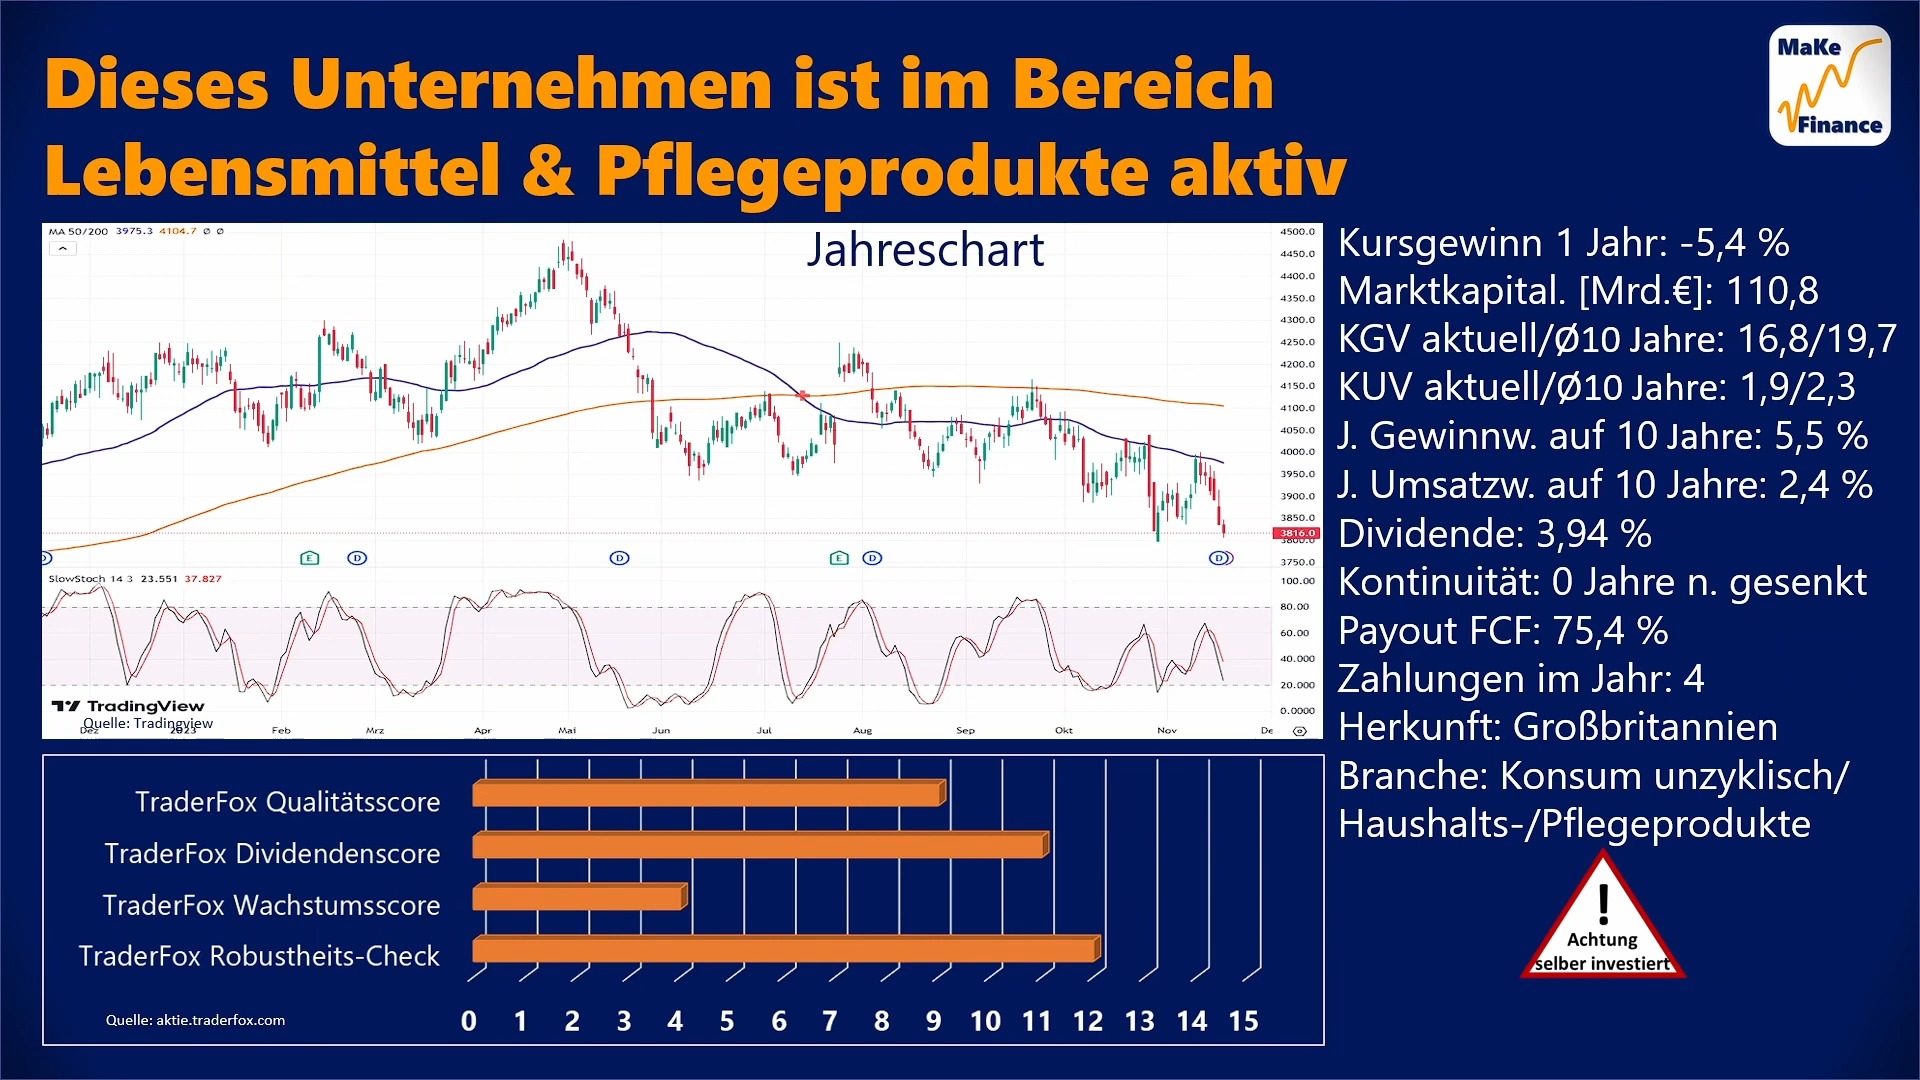 Dieses Unternehmen ist im Bereich
Lebensmittel & Pflegeprodukte aktiv
MaKe
Finance
MA 50/200 3975.3 4104.7 ∅ ∅
Jahreschart
4500.0
4450.0
4400.0
4350.0
4300.0
4250.0
4200.0
4150.0
4100.0
4050.0
4000.0
3950.0
3900.0
3850.0
3816.0
3800.0
3750.0
D E D D E D D
SlowStoch 14 3 23.551 37.827
100.00
80.00
60.00
40.000
20.000
0.0000
TradingView
Quelle: Tradingview
Dez 2023 Feb Mrz Apr Mai Jun Jul Aug Sep Okt Nov De
Kursgewinn 1 Jahr: -5,4 %
Marktkapital. [Mrd.€]: 110,8
KGV aktuell/Ø10 Jahre: 16,8/19,7
KUV aktuell/Ø10 Jahre: 1,9/2,3
J. Gewinnw. auf 10 Jahre: 5,5 %
J. Umsatzw. auf 10 Jahre: 2,4 %
Dividende: 3,94 %
Kontinuität: 0 Jahre n. gesenkt
Payout FCF: 75,4 %
Zahlungen im Jahr: 4
Herkunft: Großbritannien
Branche: Konsum unzyklisch/
Haushalts-/Pflegeprodukte
!
Achtung
selber investiert
TraderFox Qualitätsscore
TraderFox Dividendenscore
TraderFox Wachstumsscore
TraderFox Robustheits-Check
Quelle: aktie.traderfox.com
0 1 2 3 4 5 6 7 8 9 10 11 12 13 14 15